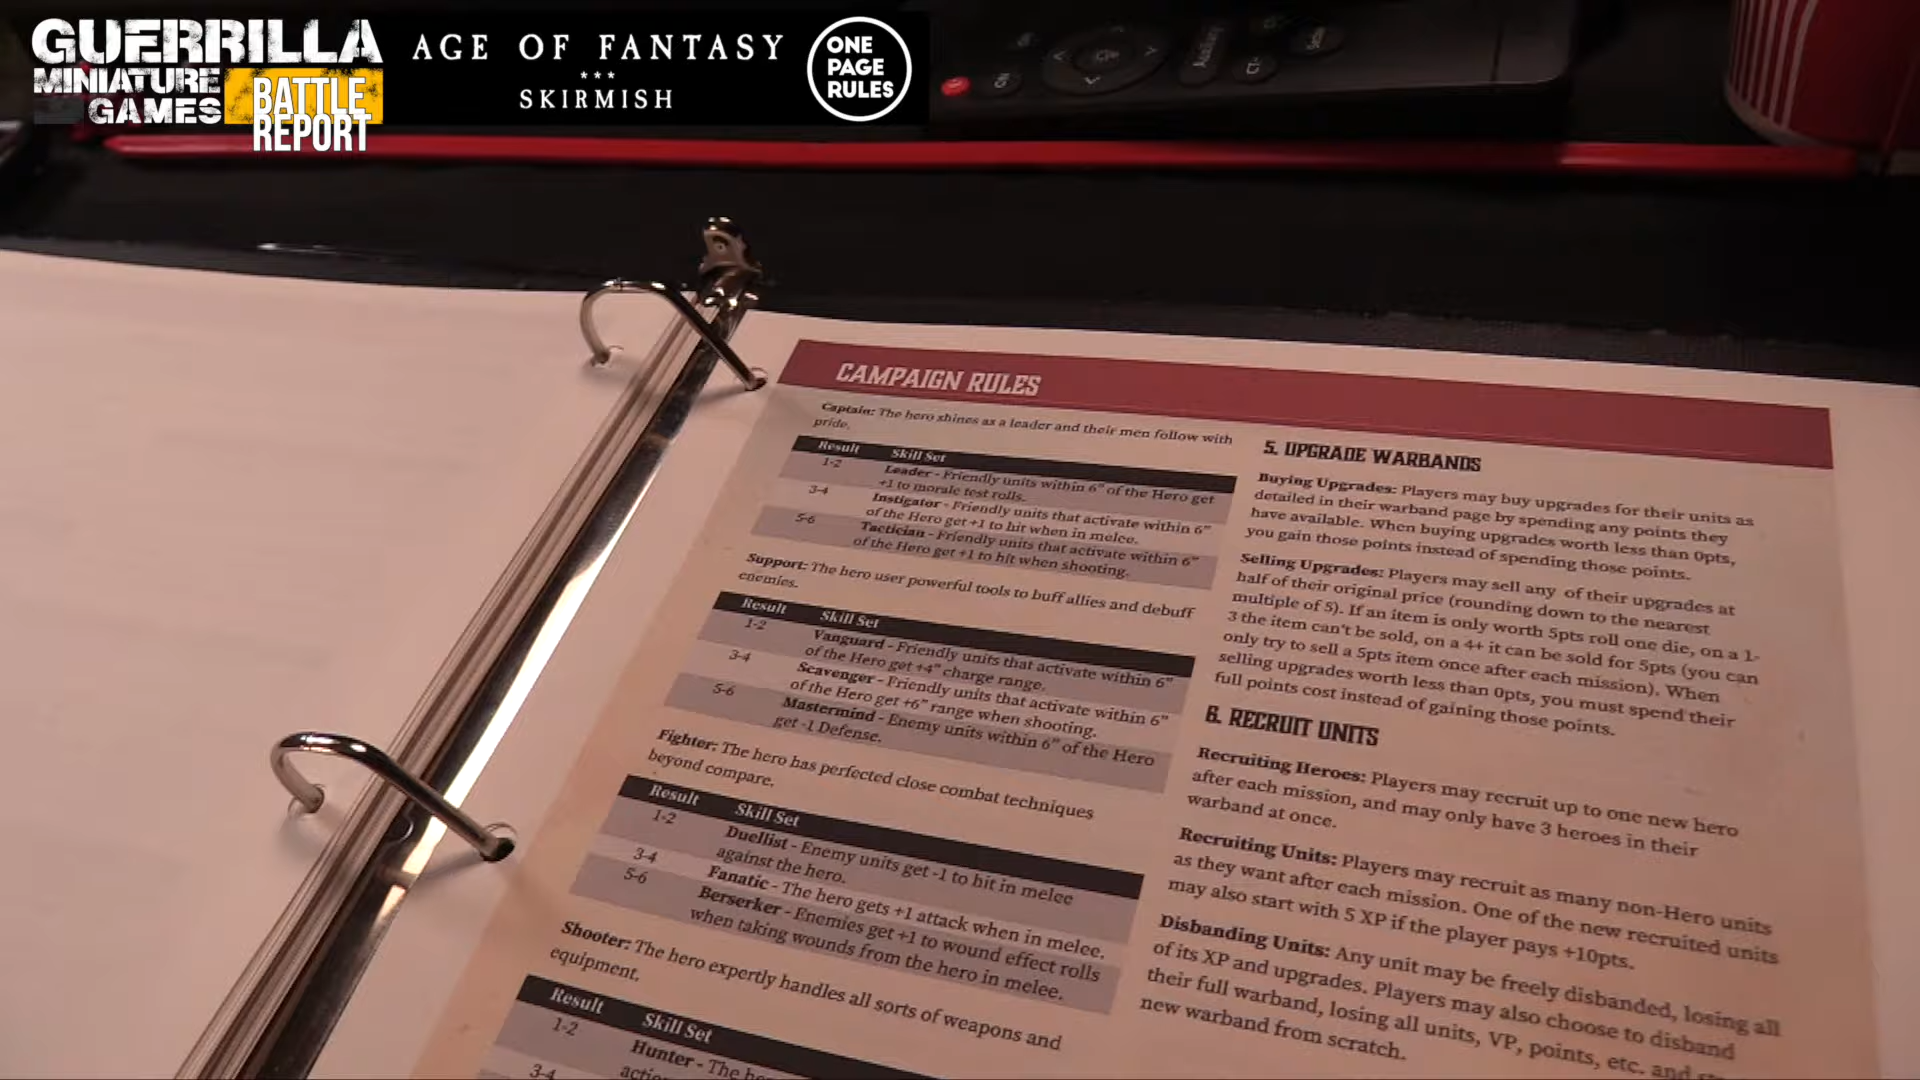 GUERRILLA
MINIATURE
GAMES
BATTLE
REPORT
AGE OF FANTASY
***
SKIRMISH
ONE
PAGE
RULES
CAMPAIGN RULES
Captain: The hero shines as a leader and their men follow with
pride.
Result Skill Set
1-2 Leader - Friendly units within 6" of the Hero get
+1 to morale test rolls.
3-4 Instigator - Friendly units that activate within 6"
of the Hero get +1 to hit when in melee.
5-6 Tactician - Friendly units that activate within 6"
of the Hero get +1 to hit when shooting.
Support: The hero user powerful tools to buff allies and debuff
enemies.
Result Skill Set
1-2 Vanguard - Friendly units that activate within 6"
of the Hero get +4" charge range.
3-4 Scavenger - Friendly units that activate within 6"
of the Hero get +6" range when shooting.
5-6 Mastermind - Enemy units within 6" of the Hero
get -1 Defense.
Fighter: The hero has perfected close combat techniques
beyond compare.
Result Skill Set
1-2 Duellist - Enemy units get -1 to hit in melee
against the hero.
3-4 Fanatic - The hero gets +1 attack when in melee.
5-6 Berserker - Enemies get +1 to wound effect rolls
when taking wounds from the hero in melee.
Shooter: The hero expertly handles all sorts of weapons and
equipment.
Result Skill Set
1-2 Hunter - The
3-4
5. UPGRADE WARBANDS
Buying Upgrades: Players may buy upgrades for their units as
detailed in their warband page by spending any points they
have available. When buying upgrades worth less than 0pts,
you gain those points instead of spending those points.
Selling Upgrades: Players may sell any of their upgrades at
half of their original price (rounding down to the nearest
multiple of 5). If an item is only worth 5pts roll one die, on a 1-
3 the item can't be sold, on a 4+ it can be sold for 5pts (you can
only try to sell a 5pts item once after each mission). When
selling upgrades worth less than 0pts, you must spend their
full points cost instead of gaining those points.
6. RECRUIT UNITS
Recruiting Heroes: Players may recruit up to one new hero
after each mission, and may only have 3 heroes in their
warband at once.
Recruiting Units: Players may recruit as many non-Hero units
as they want after each mission. One of the new recruited units
may also start with 5 XP if the player pays +10pts.
Disbanding Units: Any unit may be freely disbanded, losing all
of its XP and upgrades. Players may also choose to disband
their full warband, losing all units, VP, points, etc. and
new warband from scratch.